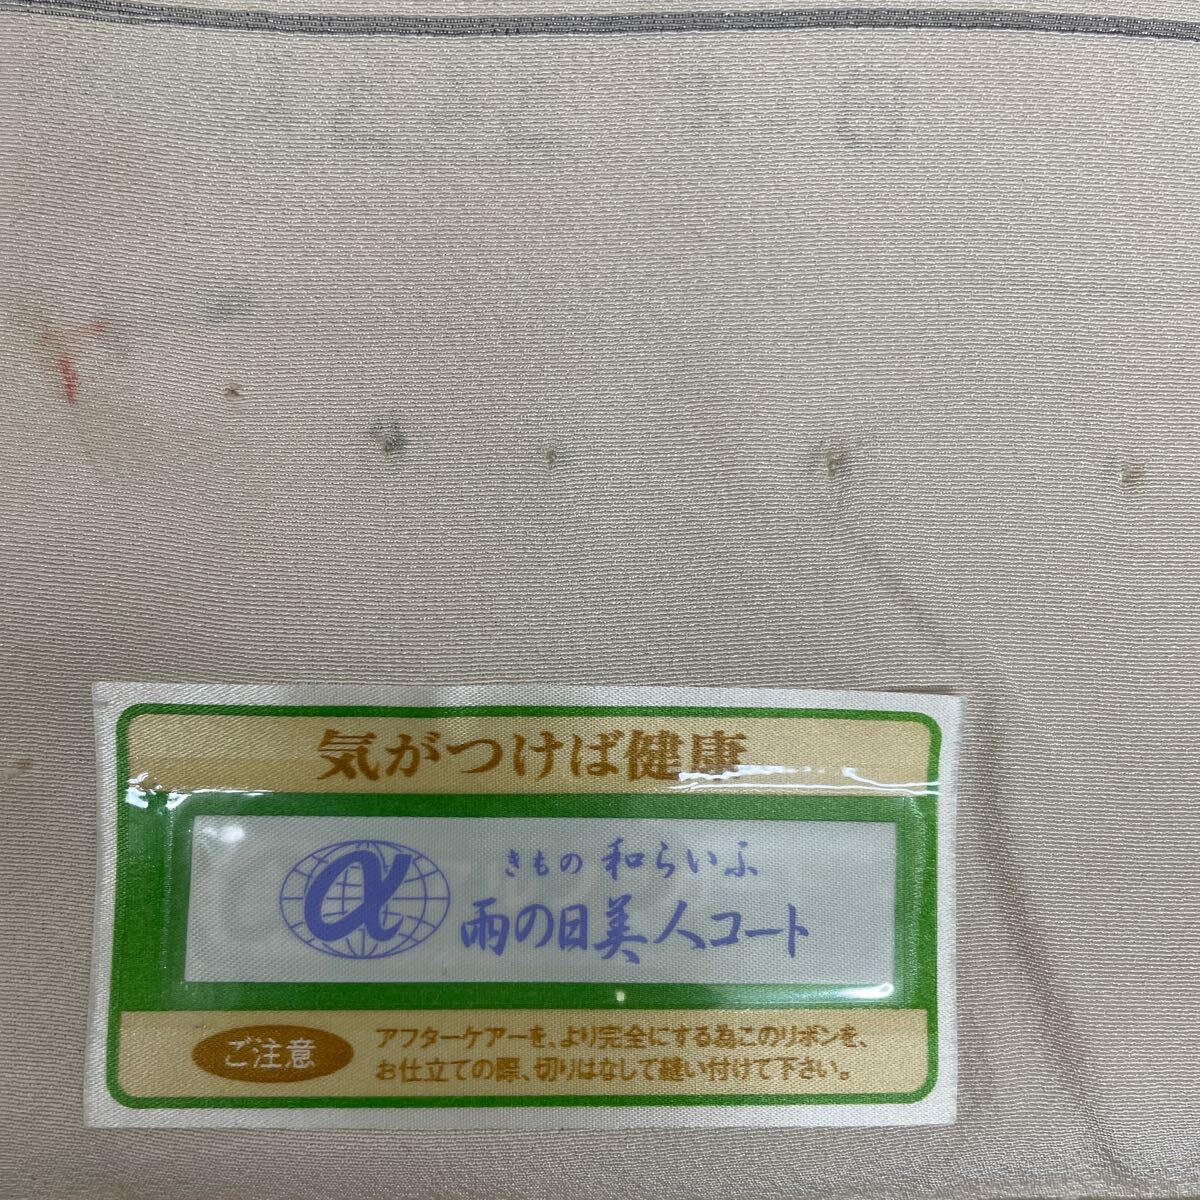 気がつけば健康
α
きもの 和らいふ
雨の日美人コート
ご注意
アフターケアーを、より完全にする為このリボンを、
お仕立ての際、切りはなして縫い付けて下さい。